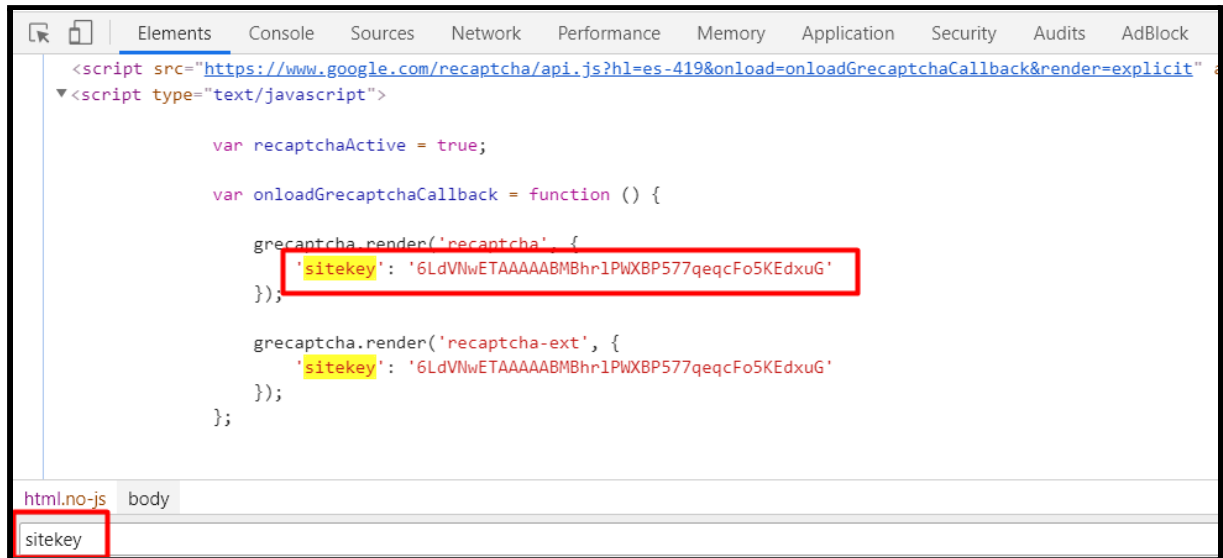 Elements Console Sources Network Performance Memory Application Security Audits AdBlock
<script src="https://www.google.com/recaptcha/api.js?hl=es-419&onload=onloadGrecaptchaCallback&render=explicit"
▼<script type="text/javascript">
var recaptchaActive = true;
var onloadGrecaptchaCallback = function () {
grecaptcha.render('recaptcha', {
'sitekey': '6LdVNwETAAAAABMBhrlPWXBP577qeqcFo5KEdxuG'
});
grecaptcha.render('recaptcha-ext', {
'sitekey': '6LdVNwETAAAAABMBhrlPWXBP577qeqcFo5KEdxuG'
});
};
html.no-js body
sitekey